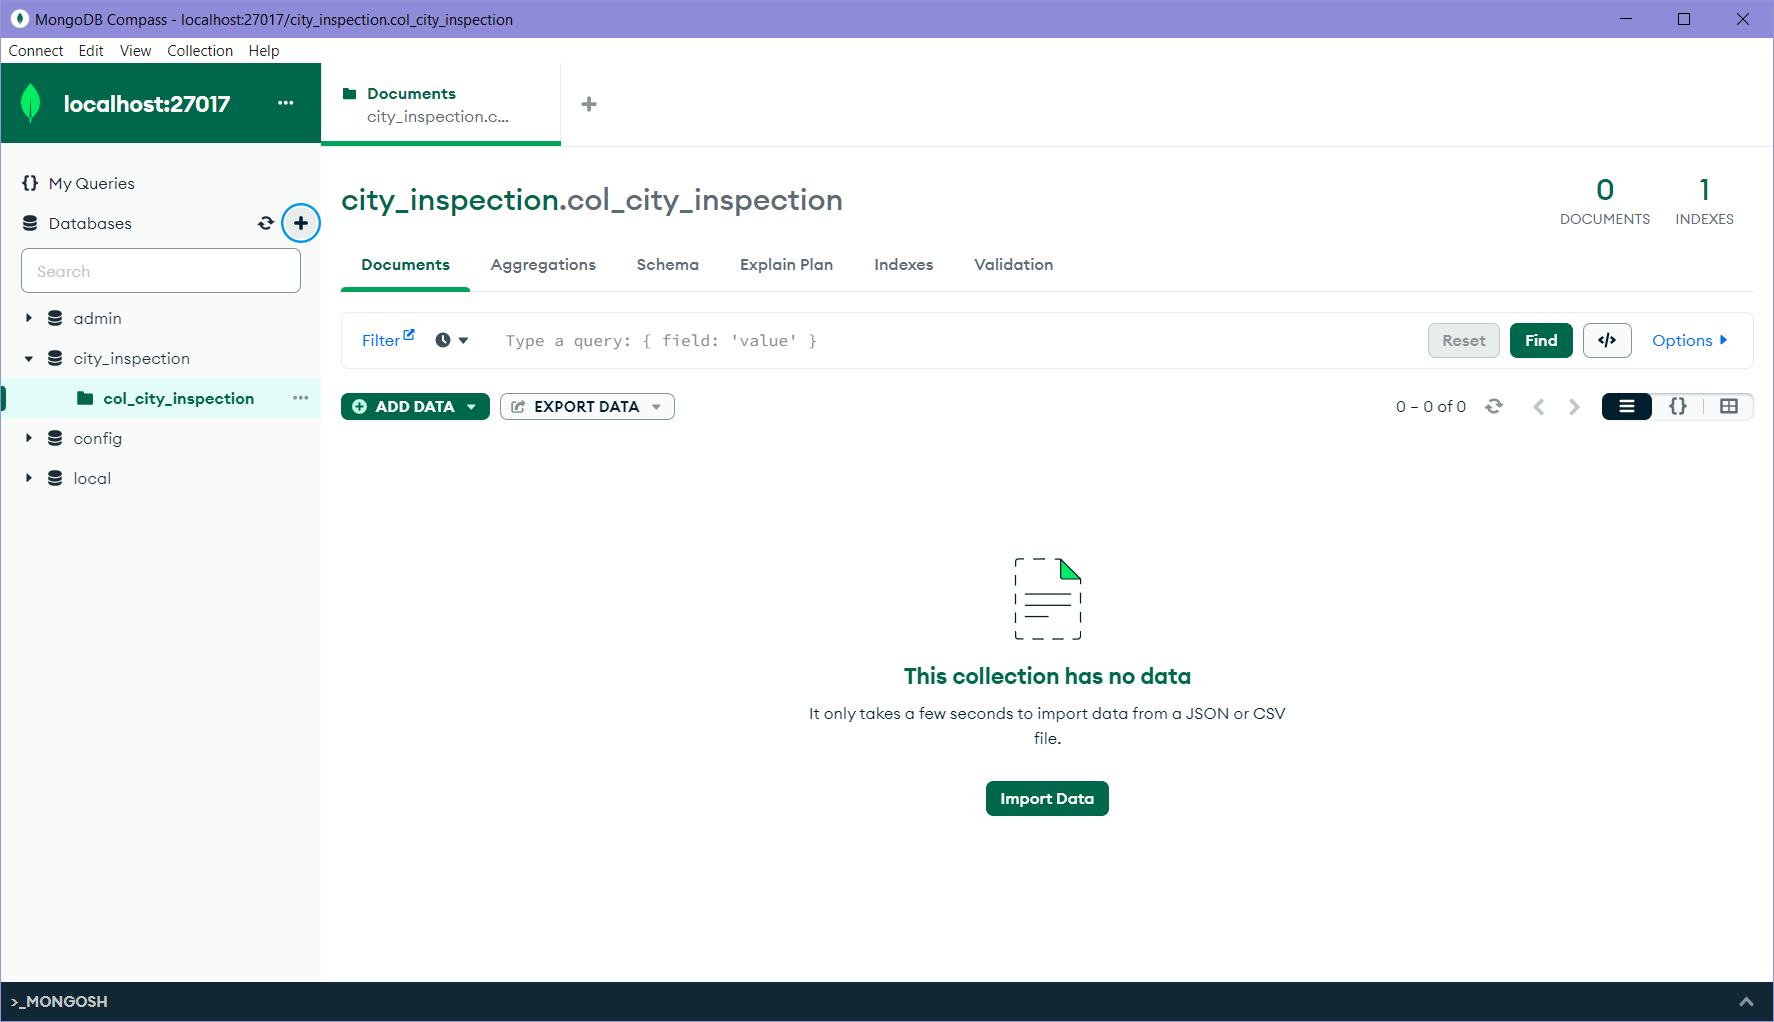 MongoDB Compass - localhost:27017/city_inspection.col_city_inspection
Connect Edit View Collection Help
localhost:27017 ...
Documents
city_inspection.c...
My Queries
Databases
Search
admin
city_inspection
col_city_inspection ...
config
local
city_inspection.col_city_inspection
0
DOCUMENTS
1
INDEXES
Documents Aggregations Schema Explain Plan Indexes Validation
Filter Type a query: { field: 'value' } Reset Find </> Options
ADD DATA EXPORT DATA 0 – 0 of 0 {}
This collection has no data
It only takes a few seconds to import data from a JSON or CSV
file.
Import Data
>_MONGOSH